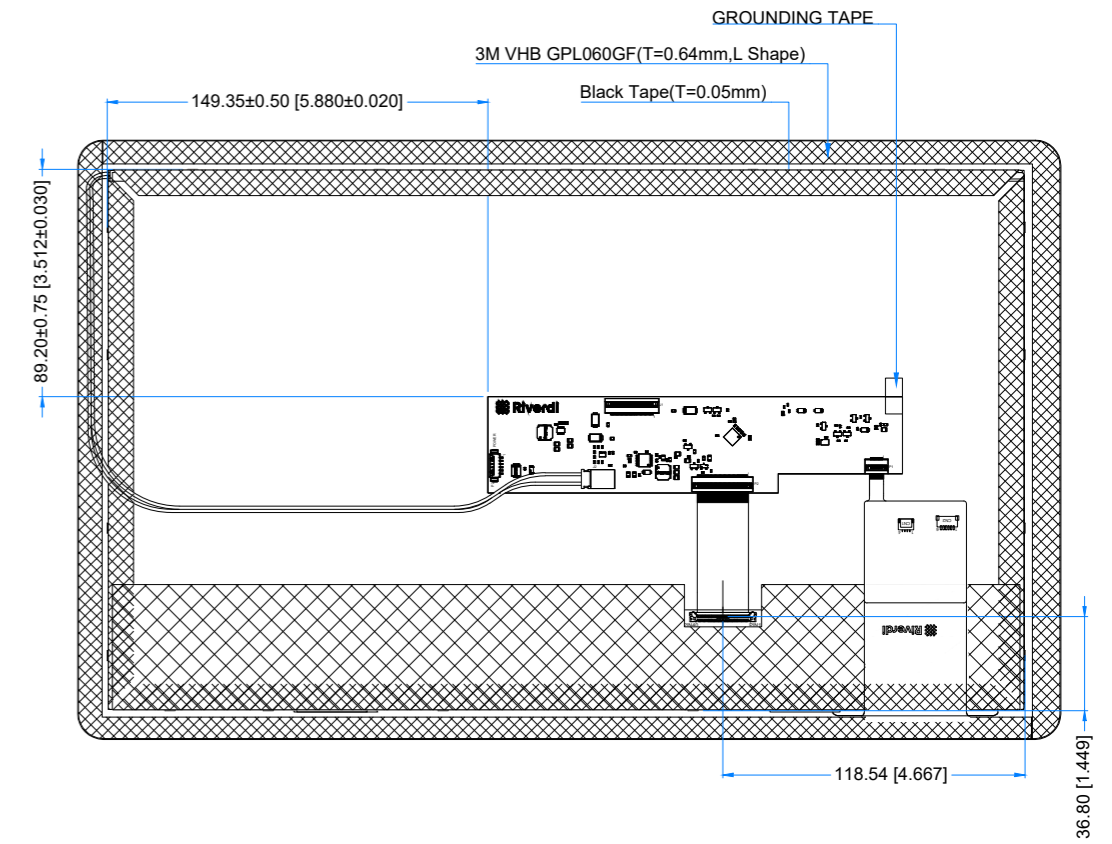 GROUNDING TAPE
3M VHB GPL060GF(T=0.64mm,L Shape)
Black Tape(T=0.05mm)
149.35±0.50 [5.880±0.020]
89.20±0.75 [3.512±0.030]
Riverdi
Riverdi
118.54 [4.667]
36.80 [1.449]